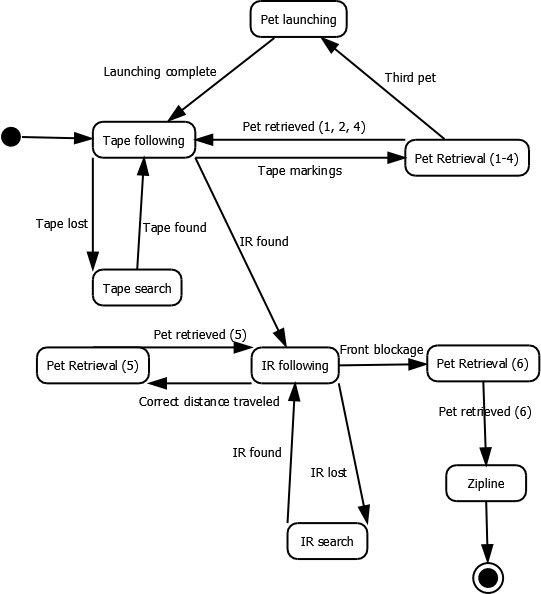 Pet launching
Launching complete
Third pet
Pet retrieved (1, 2, 4)
Tape following
Pet Retrieval (1-4)
Tape markings
Tape lost
Tape found
IR found
Tape search
Pet retrieved (5)
Front blockage
Pet Retrieval (5)
IR following
Pet Retrieval (6)
Correct distance traveled
Pet retrieved (6)
IR found
IR lost
Zipline
IR search